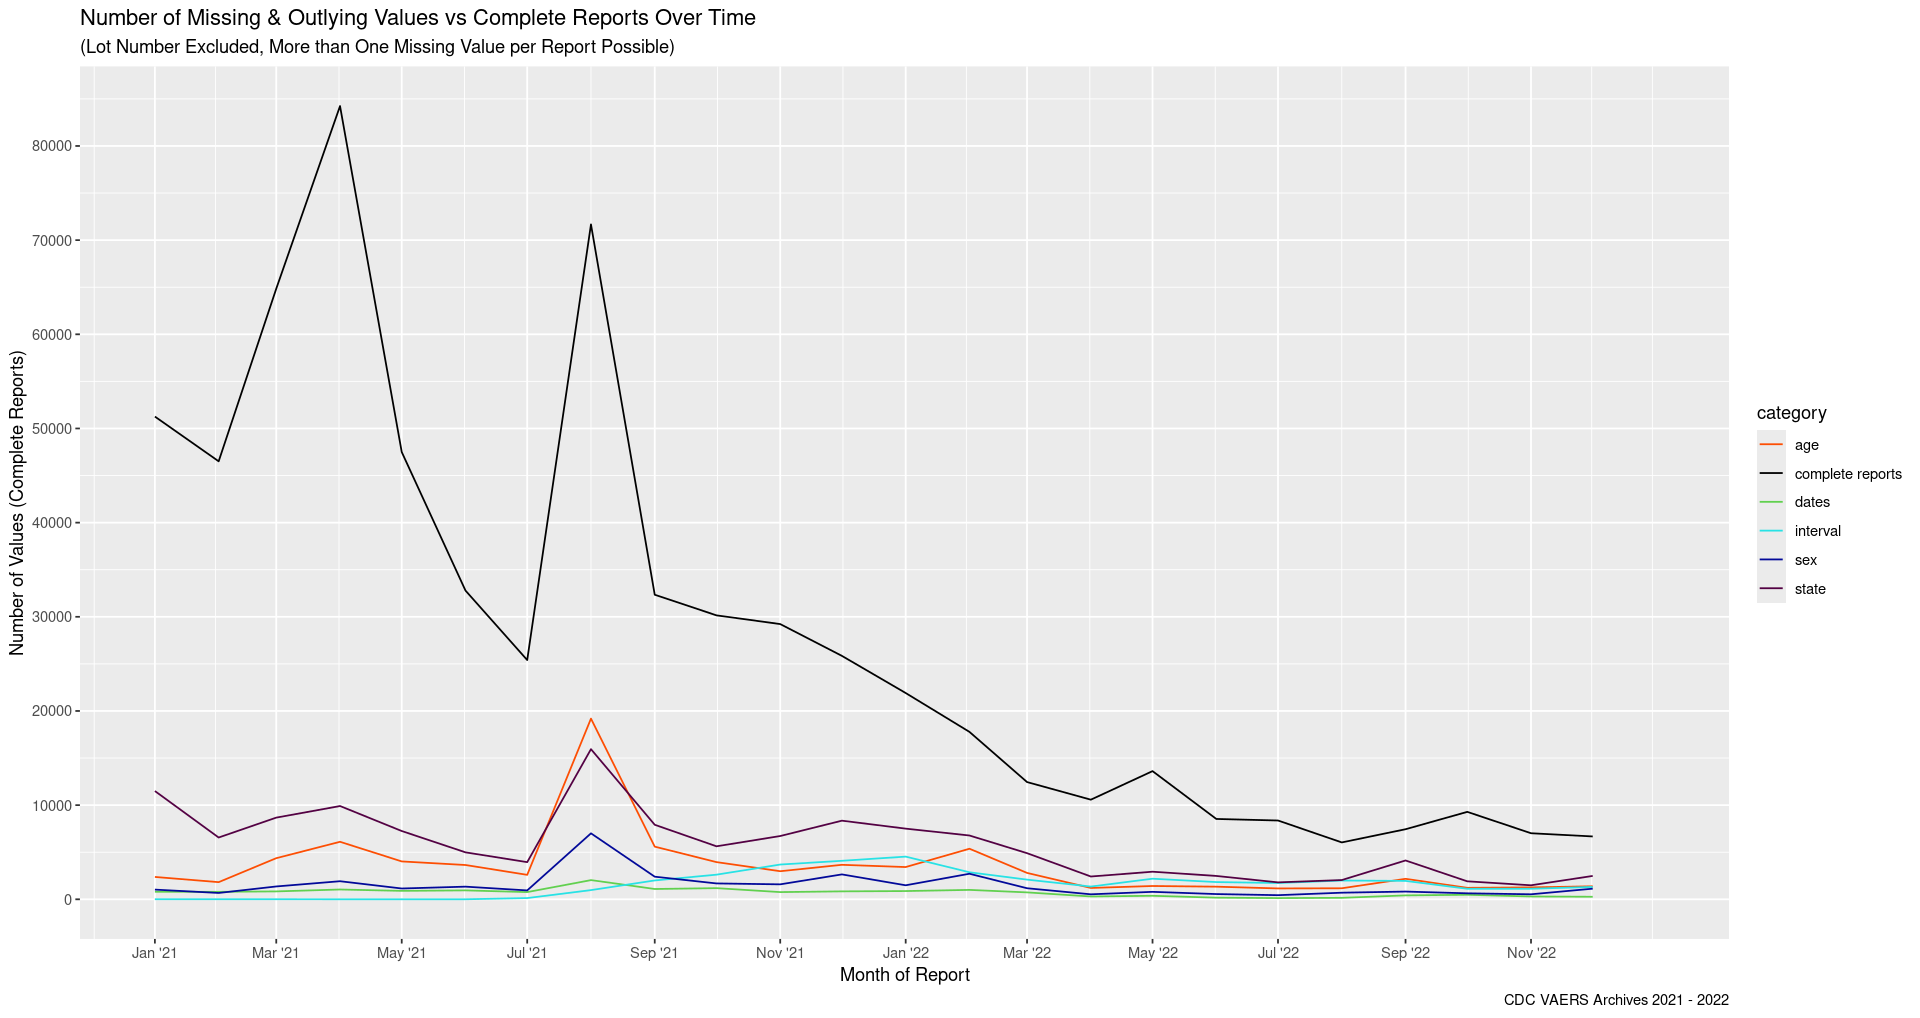 Number of Missing & Outlying Values vs Complete Reports Over Time
(Lot Number Excluded, More than One Missing Value per Report Possible)
Number of Values (Complete Reports)
80000
70000
60000
50000
40000
30000
20000
10000
0
Jan '21 Mar '21 May '21 Jul '21 Sep '21 Nov '21 Jan '22 Mar '22 May '22 Jul '22 Sep '22 Nov '22
Month of Report
category
age
complete reports
dates
interval
sex
state
CDC VAERS Archives 2021 - 2022